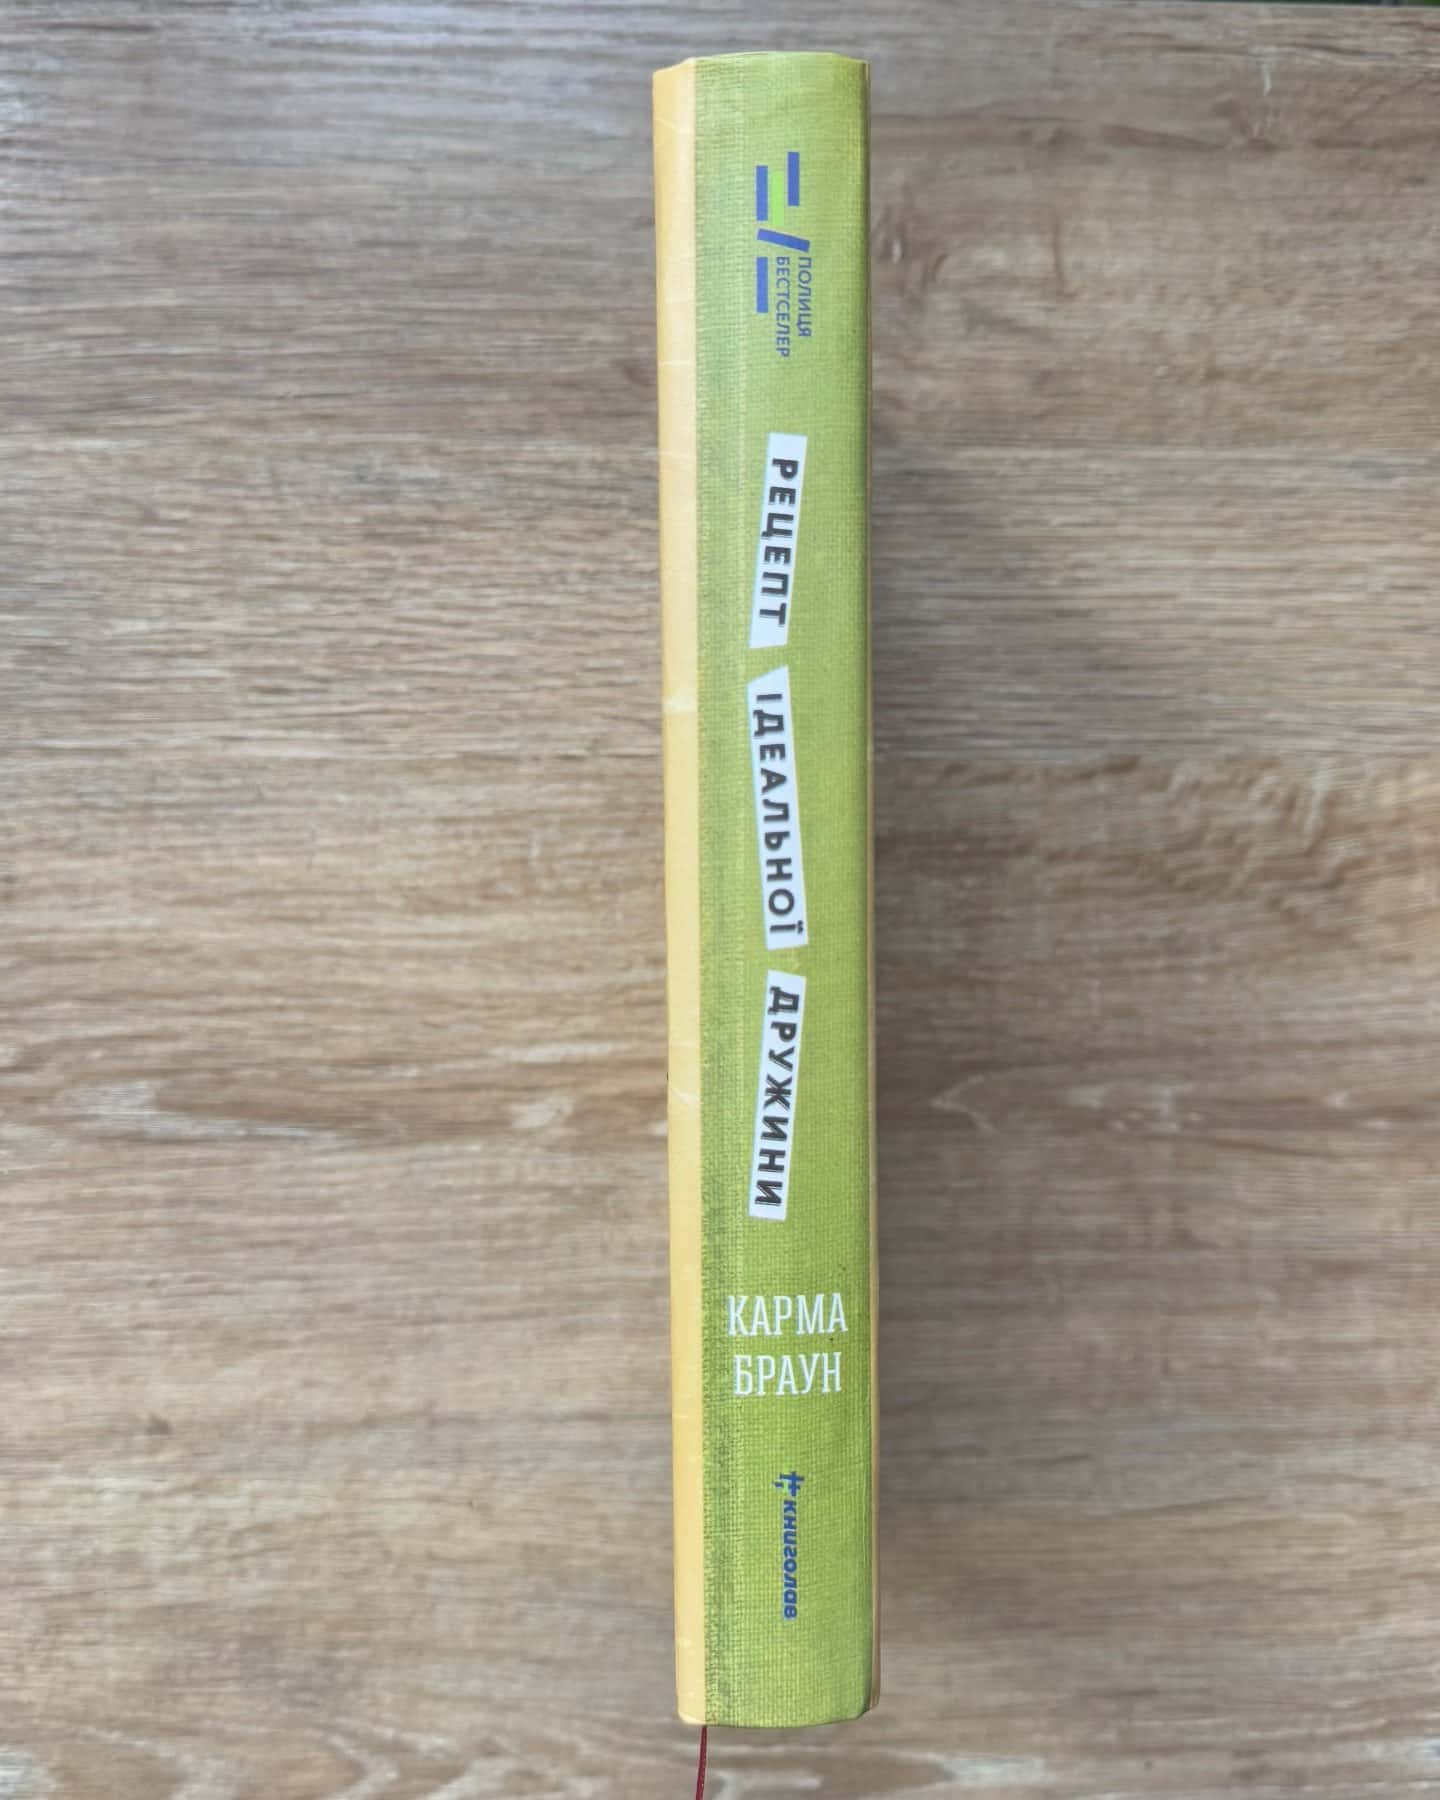 ПОЛИЦЯ
БЕСТСЕЛЕР
РЕЦЕПТ ІДЕАЛЬНОЇ ДРУЖИНИ
КАРМА
БРАУН
#книголав